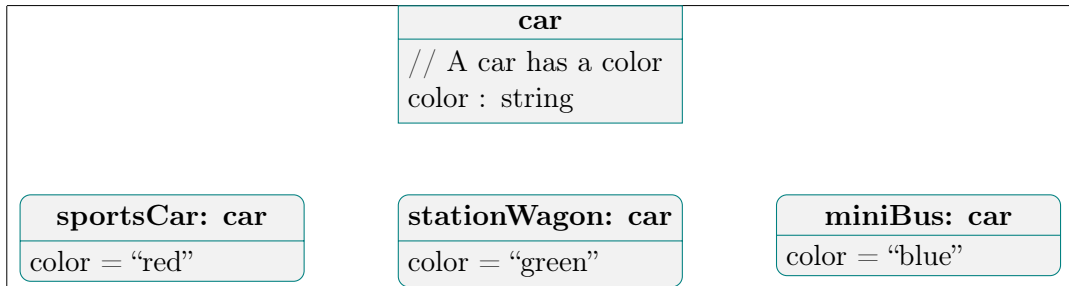 car
// A car has a color
color : string
sportsCar: car
color = “red”
stationWagon: car
color = “green”
miniBus: car
color = “blue”